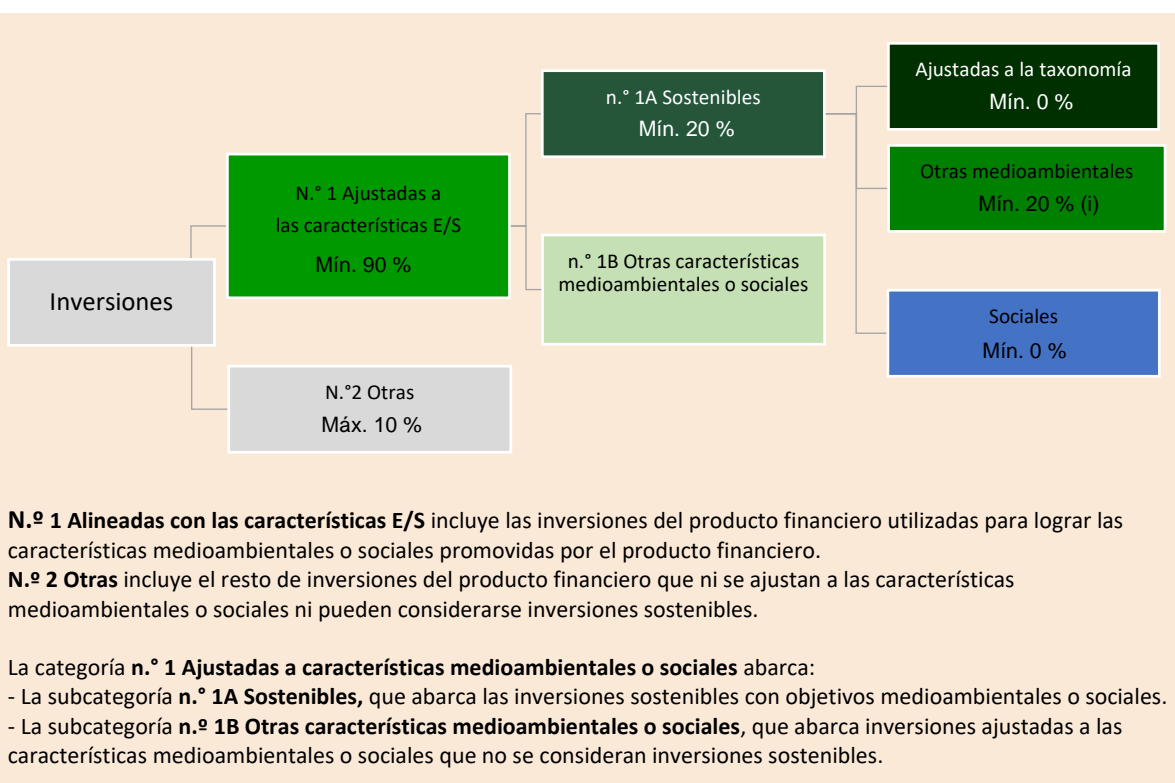 Inversiones
N.° 1 Ajustadas a
las características E/S
Mín. 90 %
N.°2 Otras
Máx. 10 %
n.° 1A Sostenibles
Mín. 20 %
n.° 1B Otras características
medioambientales o sociales
Ajustadas a la taxonomía
Mín. 0 %
Otras medioambientales
Mín. 20 % (i)
Sociales
Mín. 0 %
N.º 1 Alineadas con las características E/S incluye las inversiones del producto financiero utilizadas para lograr las
características medioambientales o sociales promovidas por el producto financiero.
N.º 2 Otras incluye el resto de inversiones del producto financiero que ni se ajustan a las características
medioambientales o sociales ni pueden considerarse inversiones sostenibles.
La categoría n.° 1 Ajustadas a características medioambientales o sociales abarca:
- La subcategoría n.° 1A Sostenibles, que abarca las inversiones sostenibles con objetivos medioambientales o sociales.
- La subcategoría n.º 1B Otras características medioambientales o sociales, que abarca inversiones ajustadas a las
características medioambientales o sociales que no se consideran inversiones sostenibles.